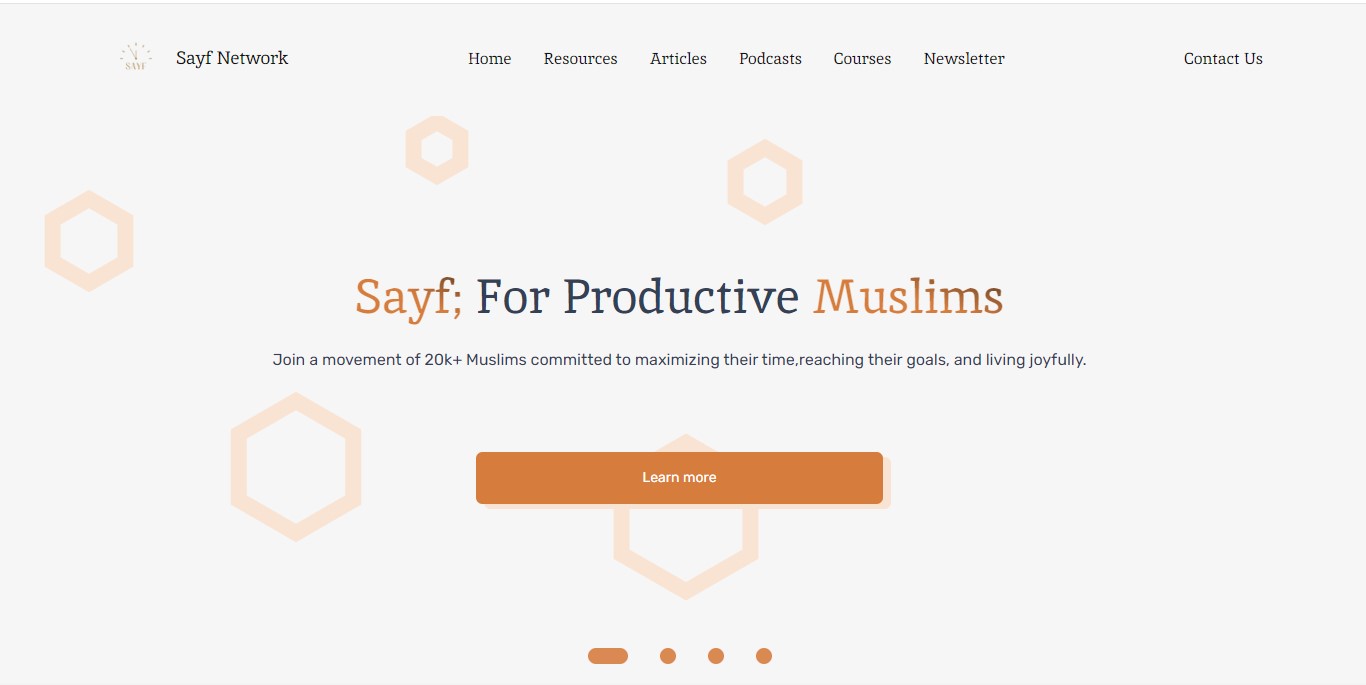 SAYF
Sayf Network
Home Resources Articles Podcasts Courses Newsletter
Contact Us
Sayf; For Productive Muslims
Join a movement of 20k+ Muslims committed to maximizing their time,reaching their goals, and living joyfully.
Learn more